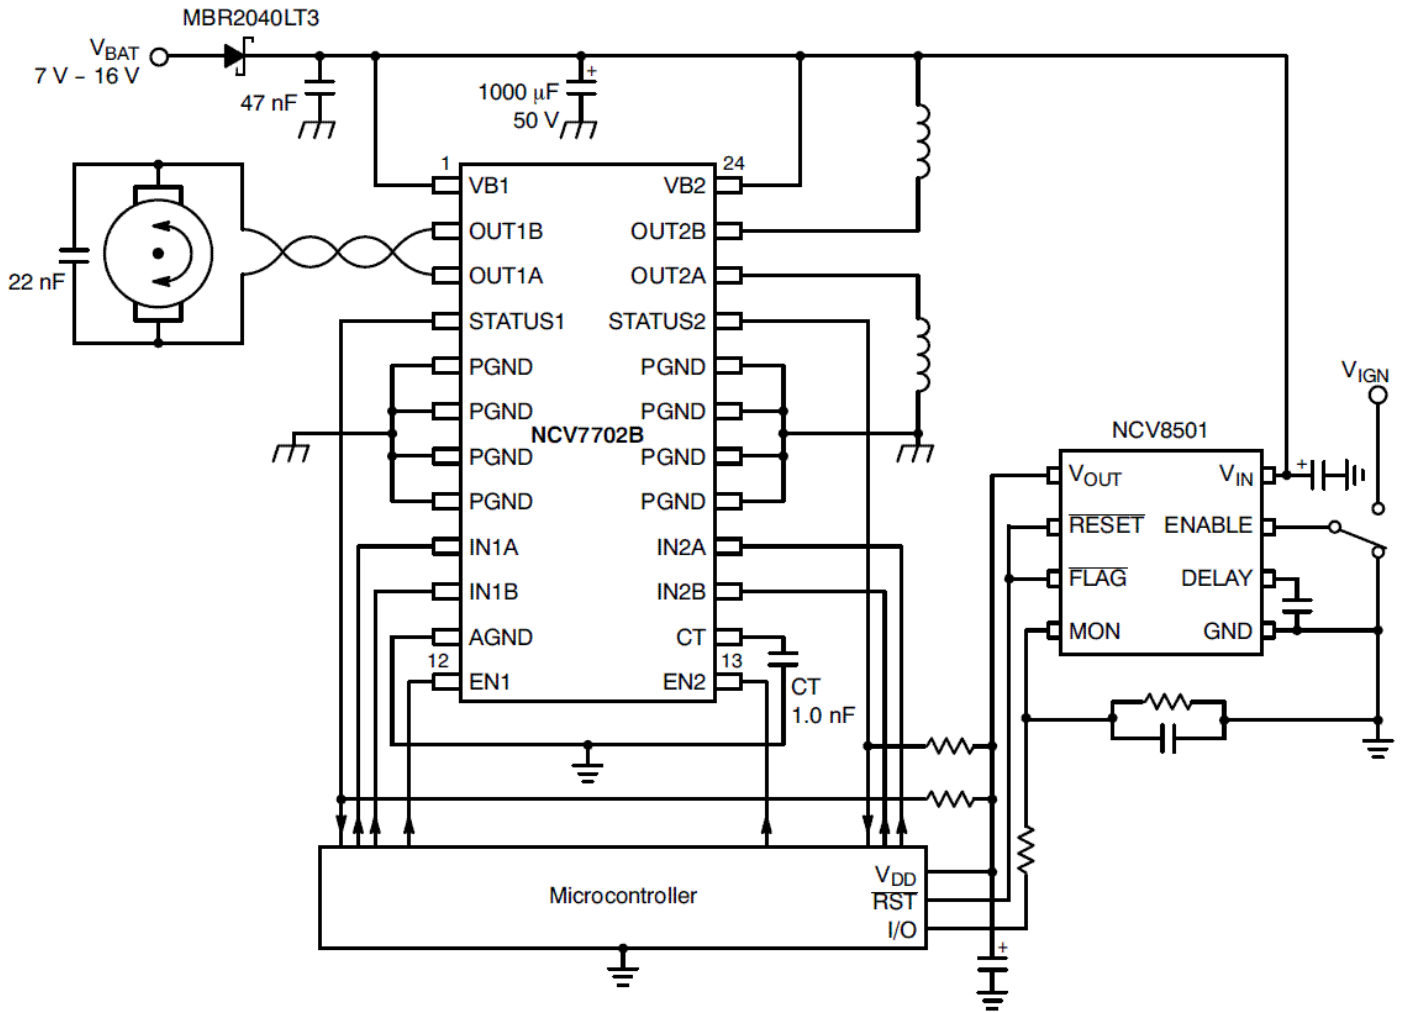 MBR2040LT3
VBAT
7 V – 16 V
47 nF
1000 μF
50 V
+
22 nF
1
24
VB1
VB2
OUT1B
OUT2B
OUT1A
OUT2A
STATUS1
STATUS2
PGND
PGND
PGND
PGND
NCV7702B
PGND
PGND
PGND
PGND
IN1A
IN2A
IN1B
IN2B
AGND
CT
12
13
EN1
EN2
CT
1.0 nF
VIGN
NCV8501
VOUT
VIN
+
RESET
ENABLE
FLAG
DELAY
MON
GND
Microcontroller
VDD
RST
I/O
+